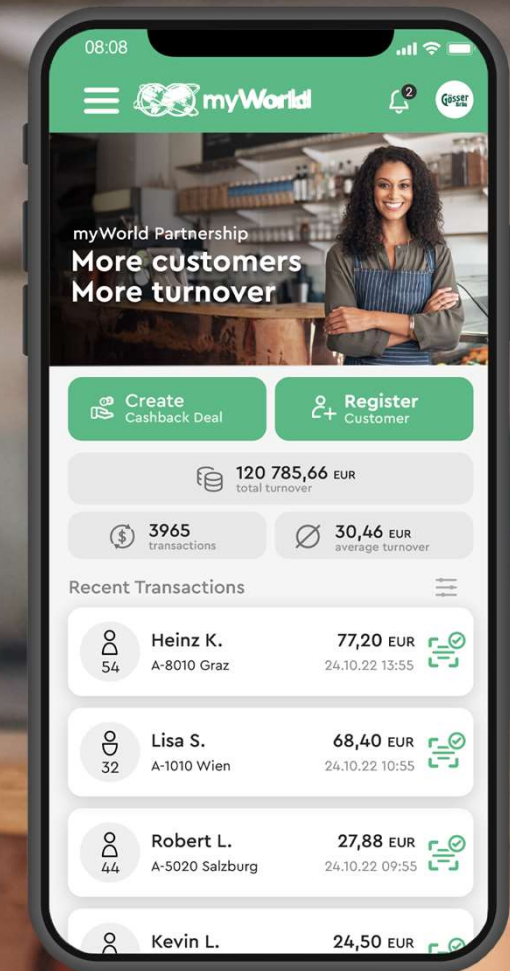 08:08
myWorld
2
Gösser
myWorld Partnership
More customers
More turnover
Create
Cashback Deal
Register
Customer
120 785,66 EUR
total turnover
3965
transactions
30,46 EUR
average turnover
Recent Transactions
Heinz K.
77,20 EUR
54
A-8010 Graz
24.10.22 13:55
Lisa S.
68,40 EUR
32
A-1010 Wien
24.10.22 10:55
Robert L.
27,88 EUR
44
A-5020 Salzburg
24.10.22 09:55
Kevin L.
24,50 EUR